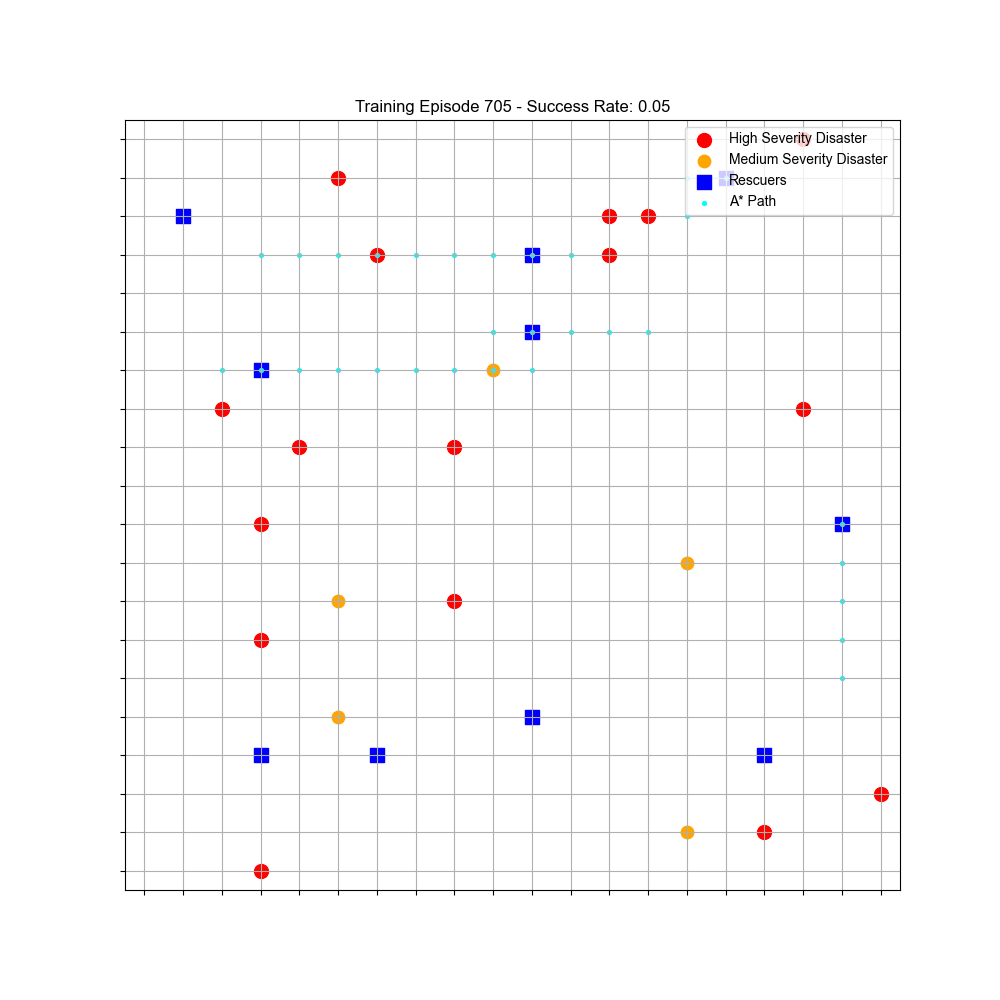 Training Episode 705 - Success Rate: 0.05
High Severity Disaster
Medium Severity Disaster
Rescuers
A* Path